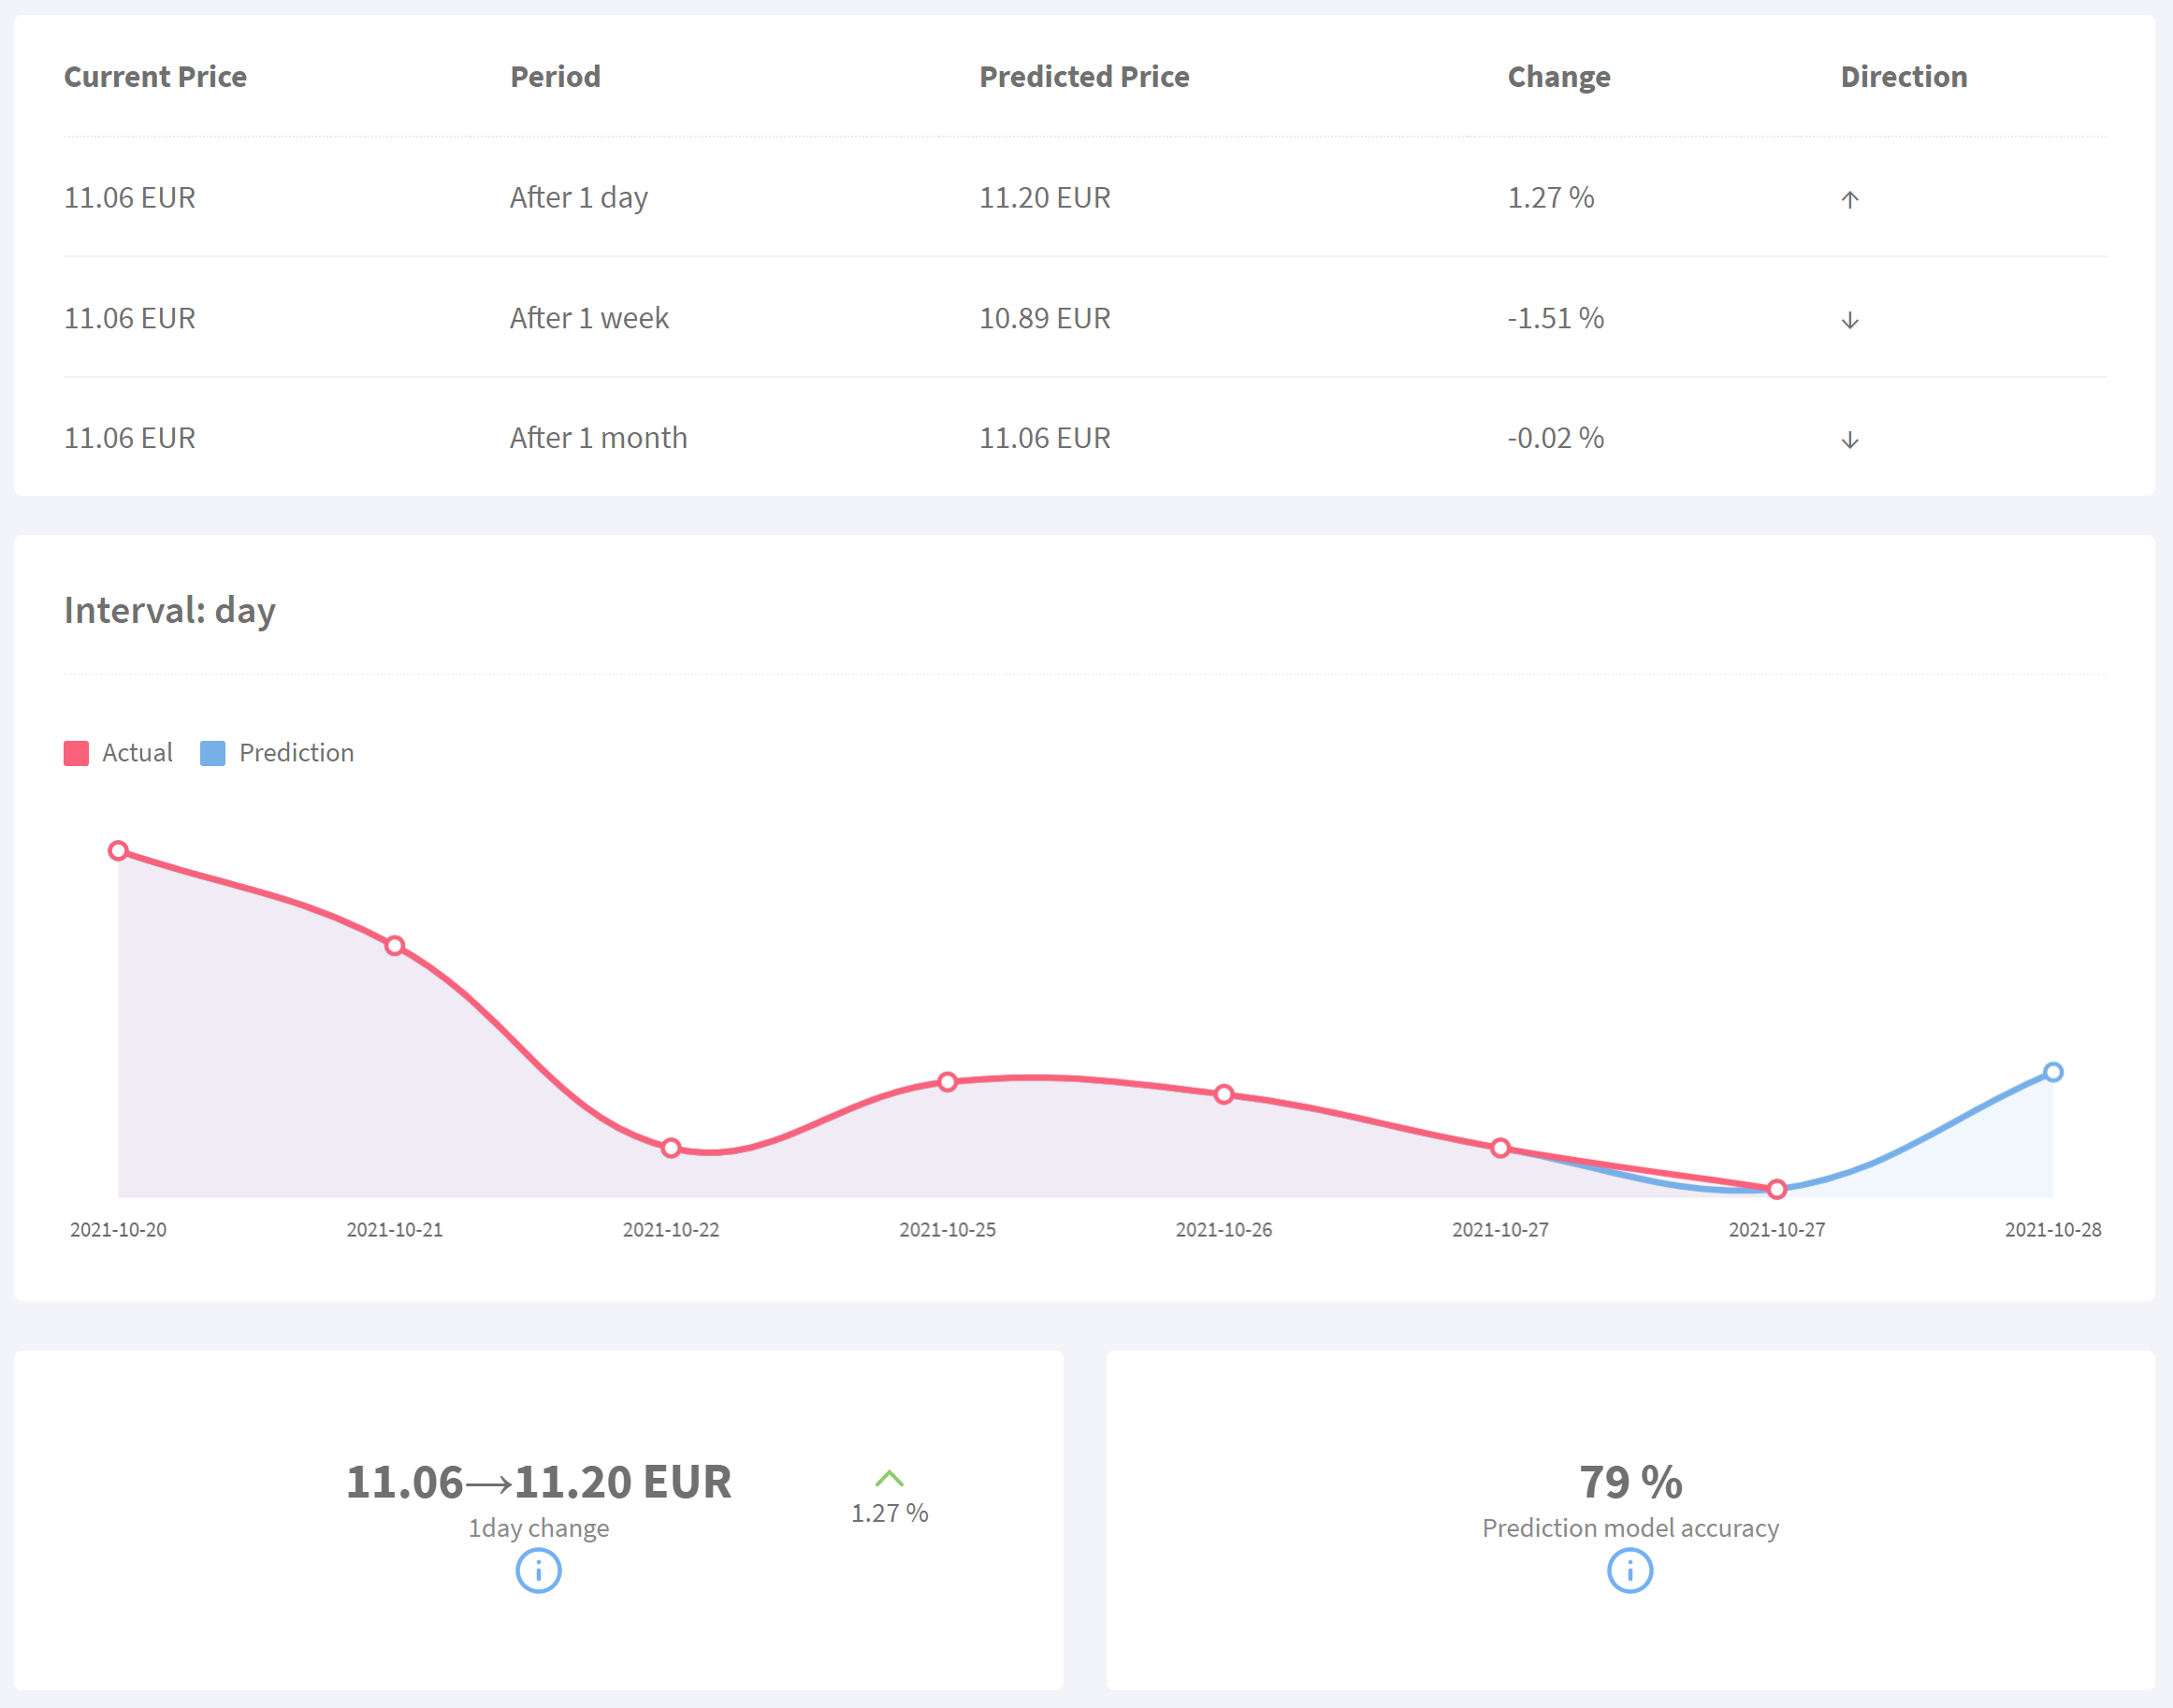 Current Price Period Predicted Price Change Direction
11.06 EUR After 1 day 11.20 EUR 1.27 % ↑
11.06 EUR After 1 week 10.89 EUR -1.51 % ↓
11.06 EUR After 1 month 11.06 EUR -0.02 % ↓
Interval: day
Actual Prediction
2021-10-20 2021-10-21 2021-10-22 2021-10-25 2021-10-26 2021-10-27 2021-10-27 2021-10-28
11.06→11.20 EUR
1day change
1.27 %
79 %
Prediction model accuracy